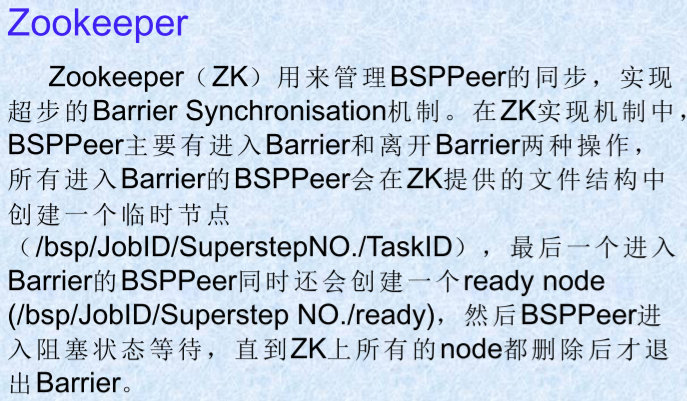 Zookeeper
Zookeeper（ZK）用来管理BSPPeer的同步，实现
超步的Barrier Synchronisation机制。在ZK实现机制中，
BSPPeer主要有进入Barrier和离开Barrier两种操作，
所有进入Barrier的BSPPeer会在ZK提供的文件结构中
创建一个临时节点
（/bsp/JobID/SuperstepNO./TaskID），最后一个进入
Barrier的BSPPeer同时还会创建一个ready node
(/bsp/JobID/Superstep NO./ready)，然后BSPPeer进
入阻塞状态等待，直到ZK上所有的node都删除后才退
出Barrier。